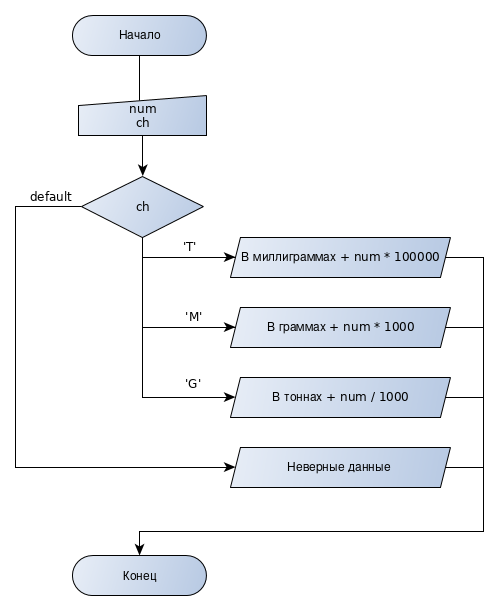 Начало
num
ch
default
ch
'T'
В миллиграммах + num * 100000
'M'
В граммах + num * 1000
'G'
В тоннах + num / 1000
Неверные данные
Конец